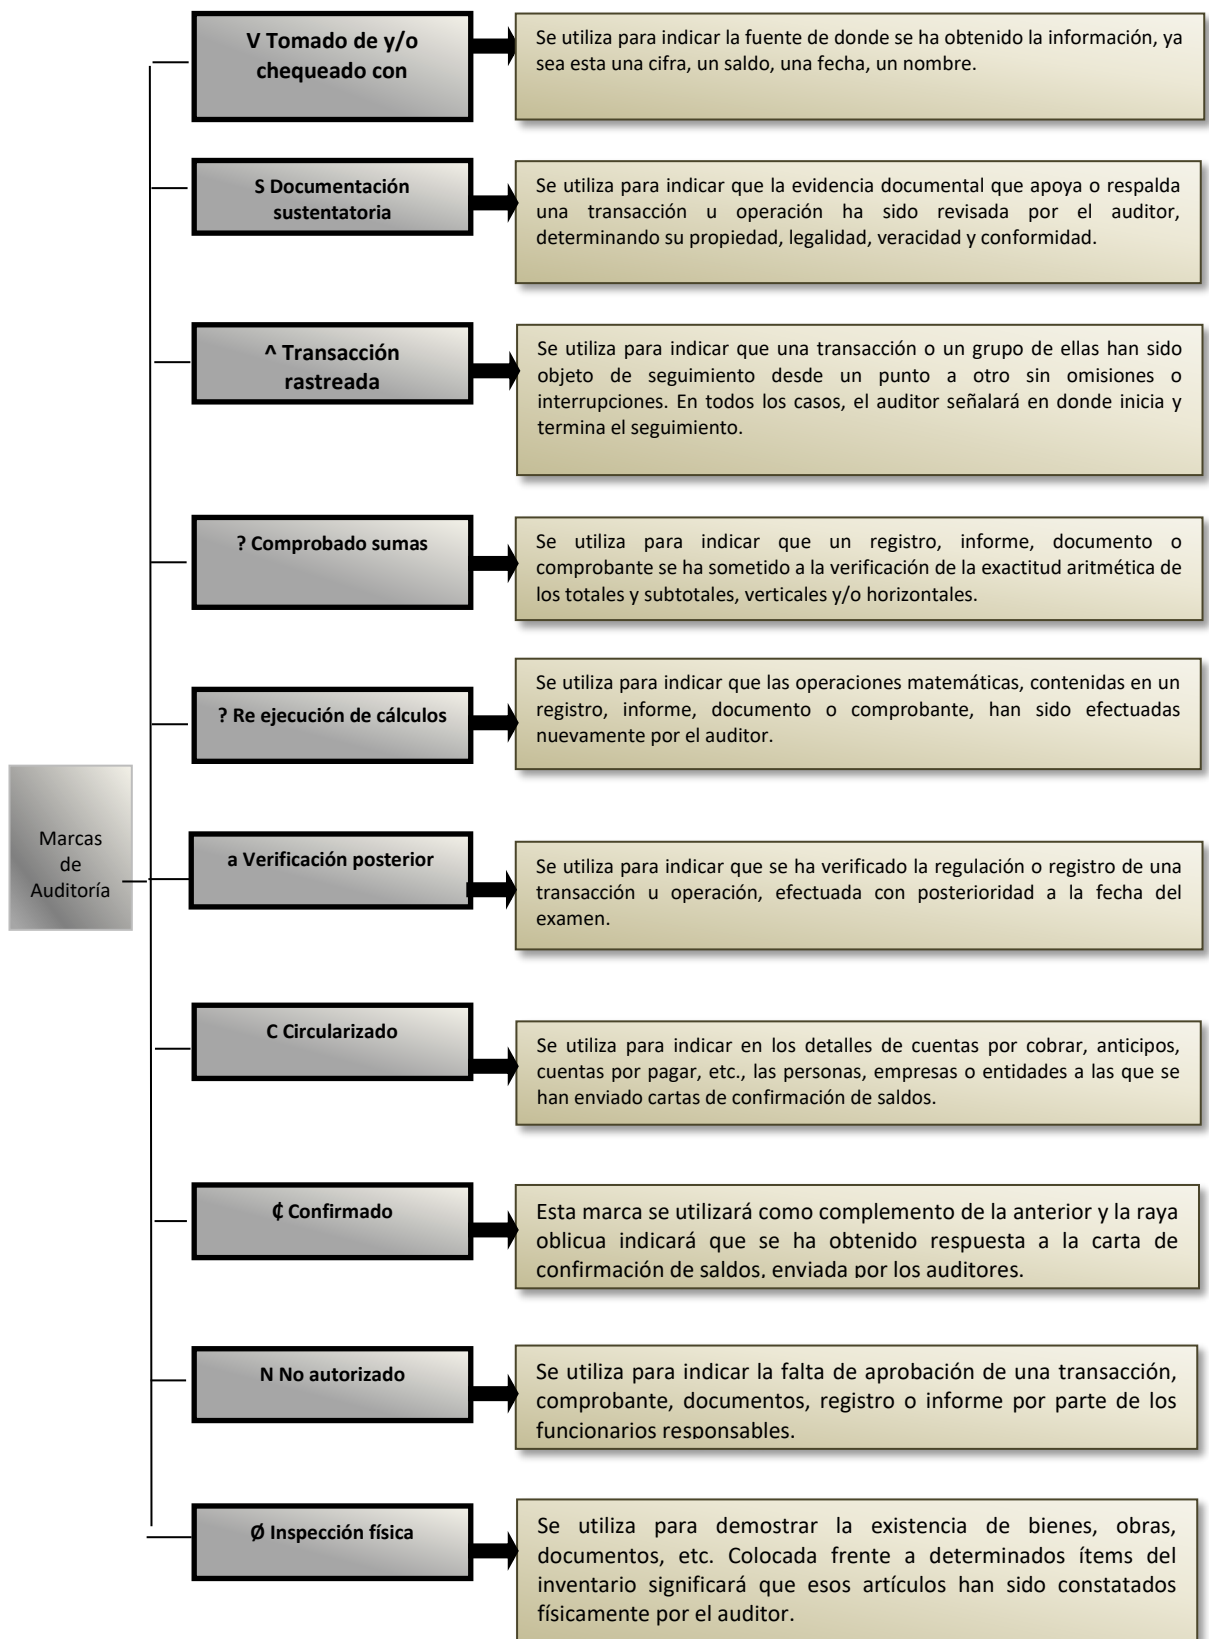 V Tomado de y/o
chequeado con
Se utiliza para indicar la fuente de donde se ha obtenido la información, ya
sea esta una cifra, un saldo, una fecha, un nombre.
S Documentación
sustentatoria
Se utiliza para indicar que la evidencia documental que apoya o respalda
una transacción u operación ha sido revisada por el auditor,
determinando su propiedad, legalidad, veracidad y conformidad.
^ Transacción
rastreada
Se utiliza para indicar que una transacción o un grupo de ellas han sido
objeto de seguimiento desde un punto a otro sin omisiones o
interrupciones. En todos los casos, el auditor señalará en donde inicia y
termina el seguimiento.
? Comprobado sumas
Se utiliza para indicar que un registro, informe, documento o
comprobante se ha sometido a la verificación de la exactitud aritmética de
los totales y subtotales, verticales y/o horizontales.
? Re ejecución de cálculos
Se utiliza para indicar que las operaciones matemáticas, contenidas en un
registro, informe, documento o comprobante, han sido efectuadas
nuevamente por el auditor.
Marcas
de
Auditoría
a Verificación posterior
Se utiliza para indicar que se ha verificado la regulación o registro de una
transacción u operación, efectuada con posterioridad a la fecha del
examen.
C Circularizado
Se utiliza para indicar en los detalles de cuentas por cobrar, anticipos,
cuentas por pagar, etc., las personas, empresas o entidades a las que se
han enviado cartas de confirmación de saldos.
₵ Confirmado
Esta marca se utilizará como complemento de la anterior y la raya
oblicua indicará que se ha obtenido respuesta a la carta de
confirmación de saldos, enviada por los auditores.
N No autorizado
Se utiliza para indicar la falta de aprobación de una transacción,
comprobante, documentos, registro o informe por parte de los
funcionarios responsables.
Ø Inspección física
Se utiliza para demostrar la existencia de bienes, obras,
documentos, etc. Colocada frente a determinados ítems del
inventario significará que esos artículos han sido constatados
físicamente por el auditor.